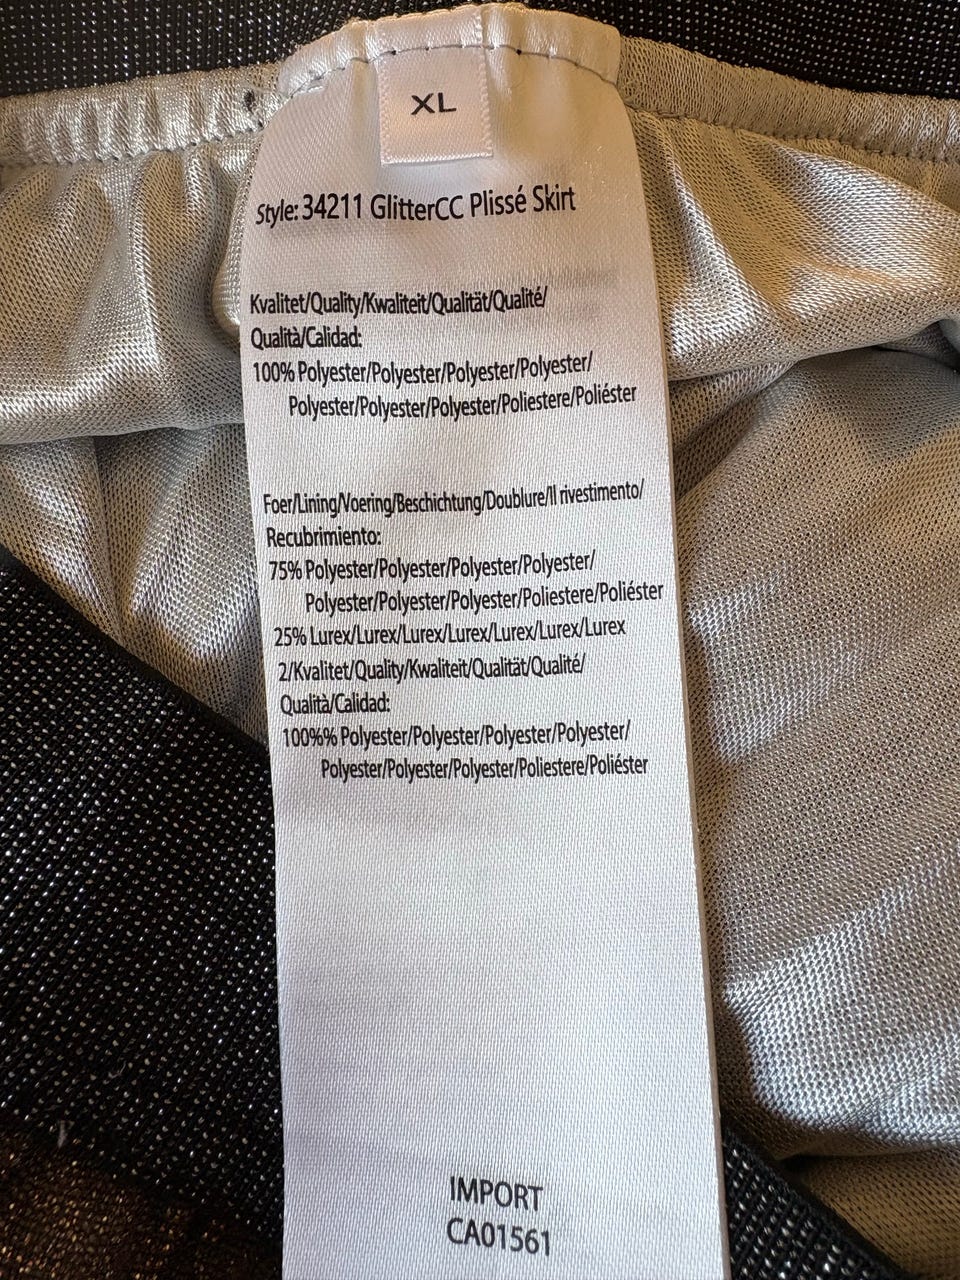 XL
Style: 34211 GlitterCC Plissé Skirt
Kvalitet/Quality/Kwaliteit/Qualität/Qualité/
Qualità/Calidad:
100% Polyester/Polyester/Polyester/Polyester/
Polyester/Polyester/Polyester/Poliestere/Poliéster
Foer/Lining/Voering/Beschichtung/Doublure/Il rivestimento/
Recubrimiento:
75% Polyester/Polyester/Polyester/Polyester/
Polyester/Polyester/Polyester/Poliestere/Poliéster
25% Lurex/Lurex/Lurex/Lurex/Lurex/Lurex/Lurex
2/Kvalitet/Quality/Kwaliteit/Qualität/Qualité/
Qualità/Calidad:
100%% Polyester/Polyester/Polyester/Polyester/
Polyester/Polyester/Polyester/Poliestere/Poliéster
IMPORT
CA01561